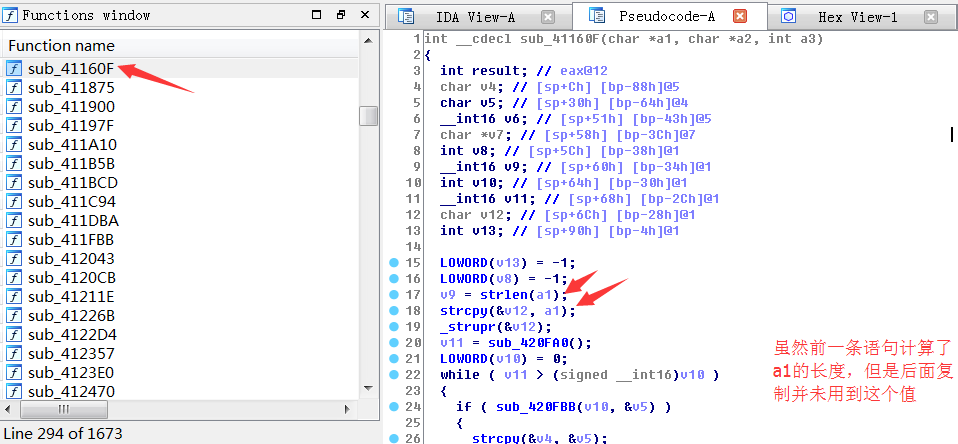 Functions window
Function name
f sub_41160F
f sub_411875
f sub_411900
f sub_41197F
f sub_411A10
f sub_411B5B
f sub_411BCD
f sub_411C94
f sub_411DBA
f sub_411FBB
f sub_412043
f sub_4120CB
f sub_41211E
f sub_41226B
f sub_4122D4
f sub_412357
f sub_4123E0
f sub_412470
Line 294 of 1673
IDA View-A
Pseudocode-A
Hex View-1
1 int __cdecl sub_41160F(char *a1, char *a2, int a3)
2 {
3 int result; // eax@12
4 char v4; // [sp+Ch] [bp-88h]@5
5 char v5; // [sp+30h] [bp-64h]@4
6 __int16 v6; // [sp+51h] [bp-43h]@5
7 char *v7; // [sp+58h] [bp-3Ch]@7
8 int v8; // [sp+5Ch] [bp-38h]@1
9 __int16 v9; // [sp+60h] [bp-34h]@1
10 int v10; // [sp+64h] [bp-30h]@1
11 __int16 v11; // [sp+68h] [bp-2Ch]@1
12 char v12; // [sp+6Ch] [bp-28h]@1
13 int v13; // [sp+90h] [bp-4h]@1
14
15 LOWORD(v13) = -1;
16 LOWORD(v8) = -1;
17 v9 = strlen(a1);
18 strcpy(&v12, a1);
19 _strupr(&v12);
20 v11 = sub_420FA0();
21 LOWORD(v10) = 0;
22 while ( v11 > (signed __int16)v10 )
23 {
24 if ( sub_420FBB(v10, &v5) )
25 {
26 strcpy(&v4, &v5);
虽然前一条语句计算了
a1的长度，但是后面复
制并未用到这个值